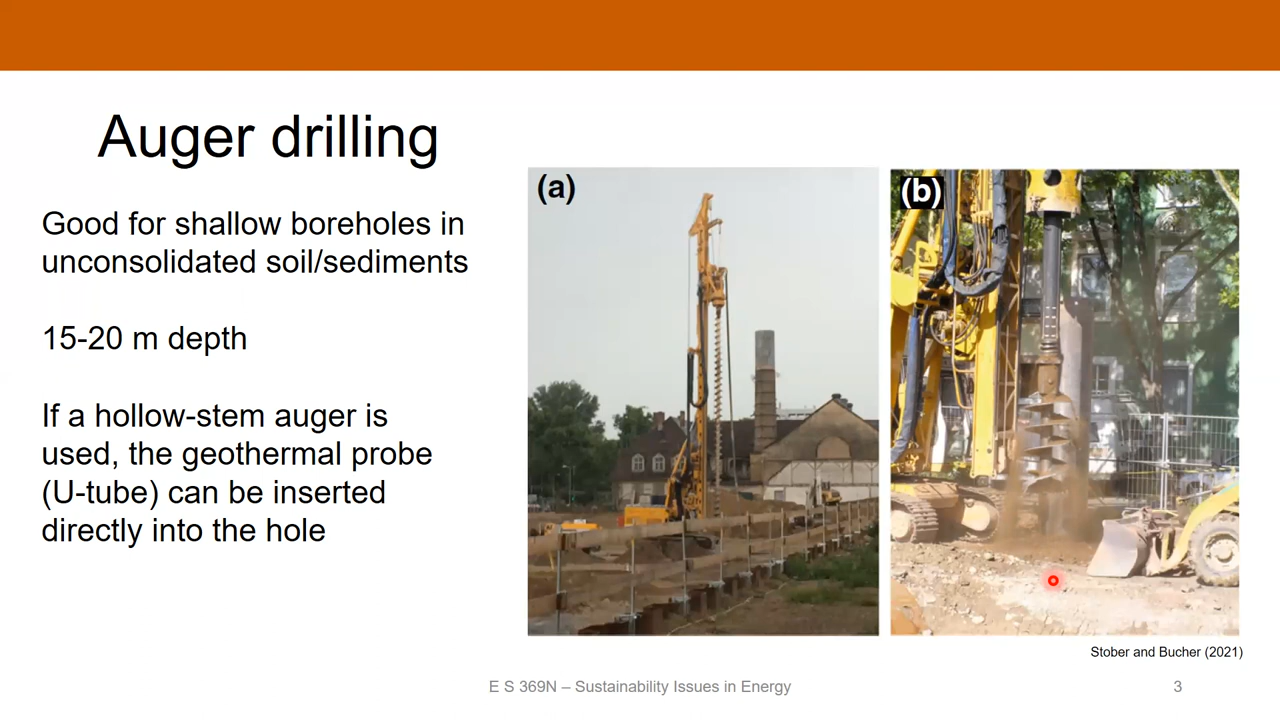 Auger drilling
Good for shallow boreholes in
unconsolidated soil/sediments
15-20 m depth
If a hollow-stem auger is
used, the geothermal probe
(U-tube) can be inserted
directly into the hole
(a)
(b)
Stober and Bucher (2021)
E S 369N – Sustainability Issues in Energy
3